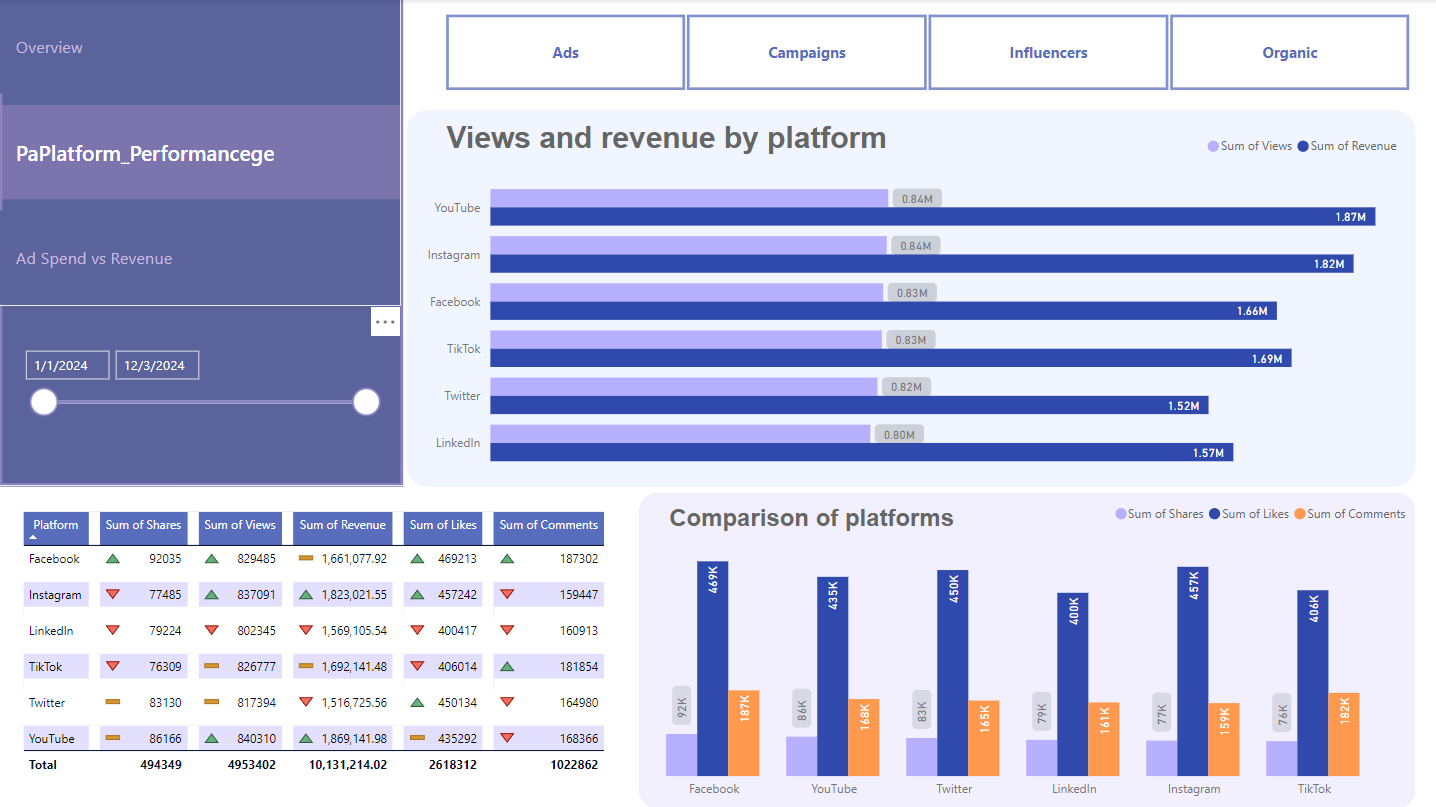 Overview
PaPlatform_Performancege
Ad Spend vs Revenue
1/1/2024 12/3/2024
Ads Campaigns Influencers Organic
Views and revenue by platform
Sum of Views Sum of Revenue
YouTube 0.84M 1.87M
Instagram 0.84M 1.82M
Facebook 0.83M 1.66M
TikTok 0.83M 1.69M
Twitter 0.82M 1.52M
LinkedIn 0.80M 1.57M
Platform Sum of Shares Sum of Views Sum of Revenue Sum of Likes Sum of Comments
Facebook 92035 829485 1,661,077.92 469213 187302
Instagram 77485 837091 1,823,021.55 457242 159447
LinkedIn 79224 802345 1,569,105.54 400417 160913
TikTok 76309 826777 1,692,141.48 406014 181854
Twitter 83130 817394 1,516,725.56 450134 164980
YouTube 86166 840310 1,869,141.98 435292 168366
Total 494349 4953402 10,131,214.02 2618312 1022862
Comparison of platforms
Sum of Shares Sum of Likes Sum of Comments
92K 469K 187K
86K 435K 168K
83K 450K 165K
79K 400K 161K
77K 457K 159K
76K 406K 182K
Facebook YouTube Twitter LinkedIn Instagram TikTok